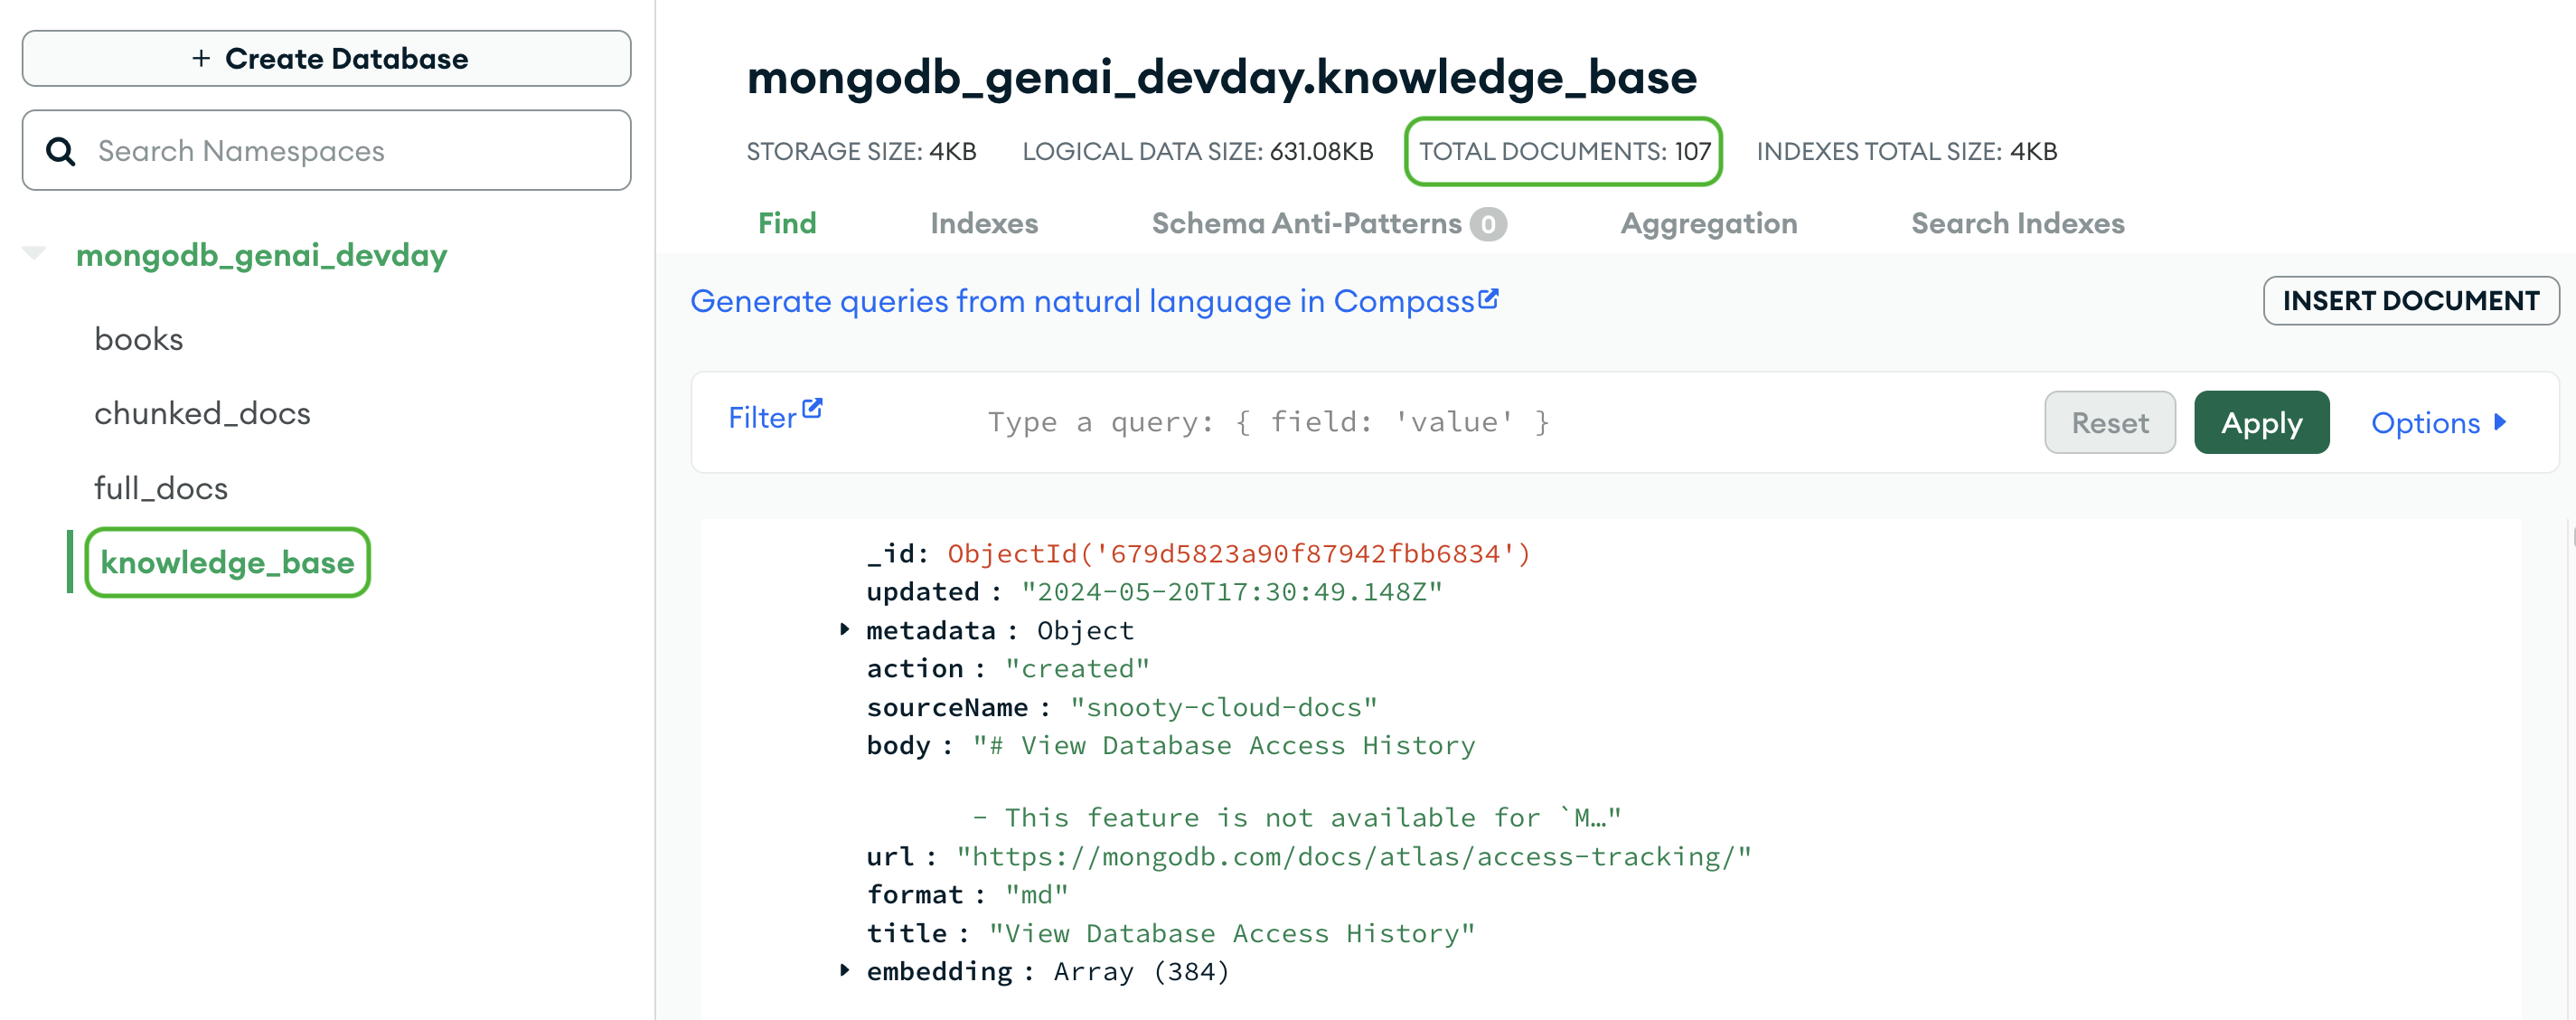 + Create Database
Search Namespaces
mongodb_genai_devday
books
chunked_docs
full_docs
knowledge_base
mongodb_genai_devday.knowledge_base
STORAGE SIZE: 4KB LOGICAL DATA SIZE: 631.08KB TOTAL DOCUMENTS: 107 INDEXES TOTAL SIZE: 4KB
Find Indexes Schema Anti-Patterns 0 Aggregation Search Indexes
Generate queries from natural language in Compass
INSERT DOCUMENT
Filter Type a query: { field: 'value' } Reset Apply Options
_id: ObjectId('679d5823a90f87942fbb6834')
updated : "2024-05-20T17:30:49.148Z"
metadata : Object
action : "created"
sourceName : "snooty-cloud-docs"
body : "# View Database Access History
- This feature is not available for `M…"
url : "https://mongodb.com/docs/atlas/access-tracking/"
format : "md"
title : "View Database Access History"
embedding : Array (384)